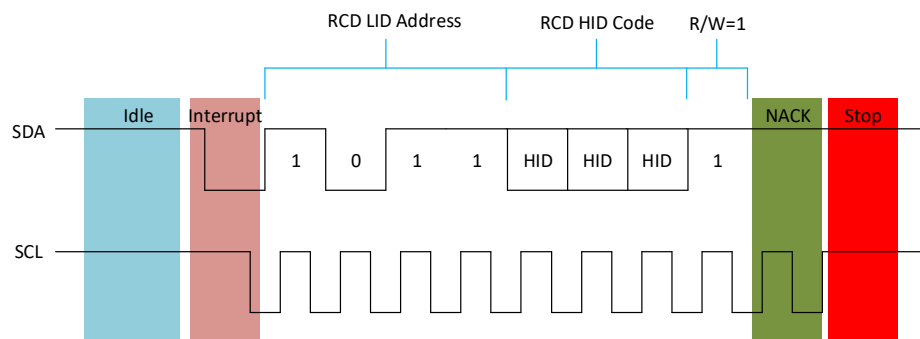 RCD LID Address RCD HID Code R/W=1
Idle Interrupt NACK Stop
SDA
1 0 1 1 HID HID HID 1
SCL